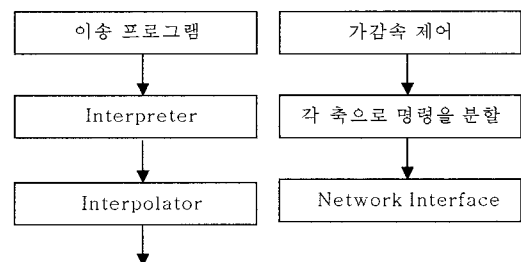 이송 프로그램
Interpreter
Interpolator
가감속 제어
각 축으로 명령을 분할
Network Interface